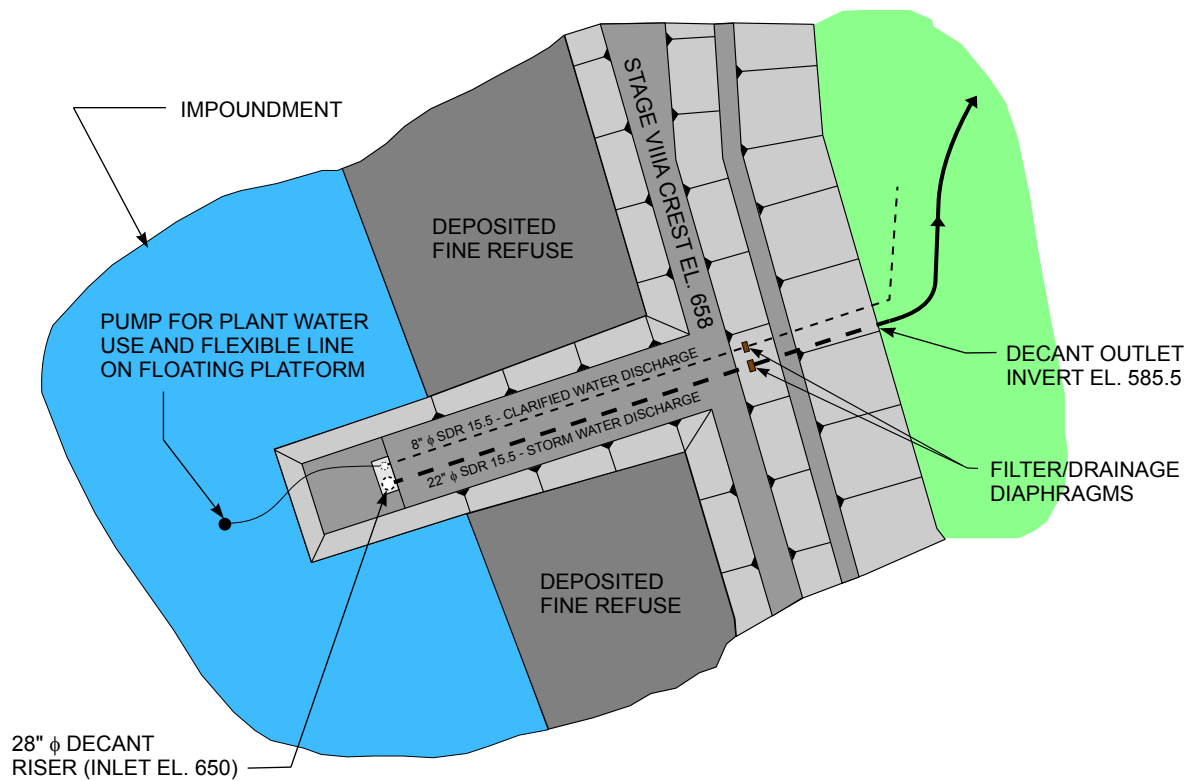 IMPOUNDMENT
STAGE VIIIA CREST EL. 658
DEPOSITED
FINE REFUSE
PUMP FOR PLANT WATER
USE AND FLEXIBLE LINE
ON FLOATING PLATFORM
DECANT OUTLET
INVERT EL. 585.5
8" ϕ SDR 15.5 - CLARIFIED WATER DISCHARGE
22" ϕ SDR 15.5 - STORM WATER DISCHARGE
FILTER/DRAINAGE
DIAPHRAGMS
DEPOSITED
FINE REFUSE
28" ϕ DECANT
RISER (INLET EL. 650)